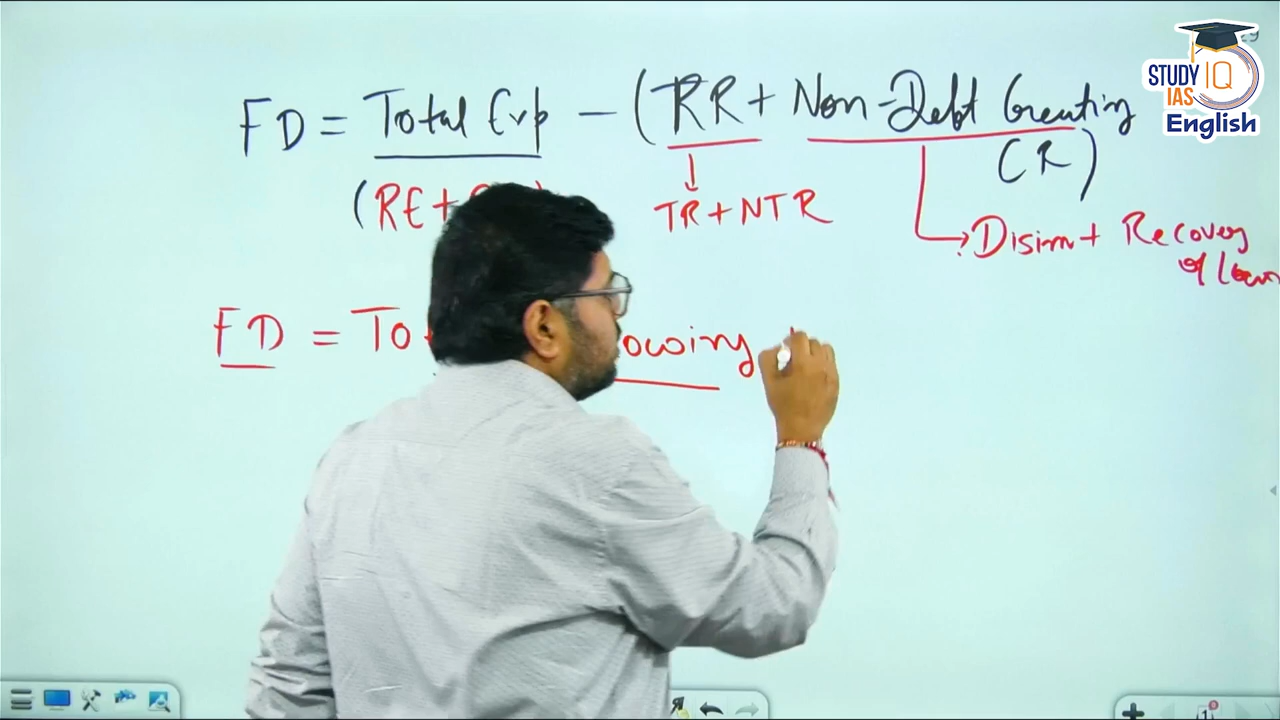 STUDY IQ
IAS
English
FD = Total Exp - (RR + Non-Debt Creating
(R)
(RE +
TR + NTR
Disinv + Recovery
of loan
FD = To
owing